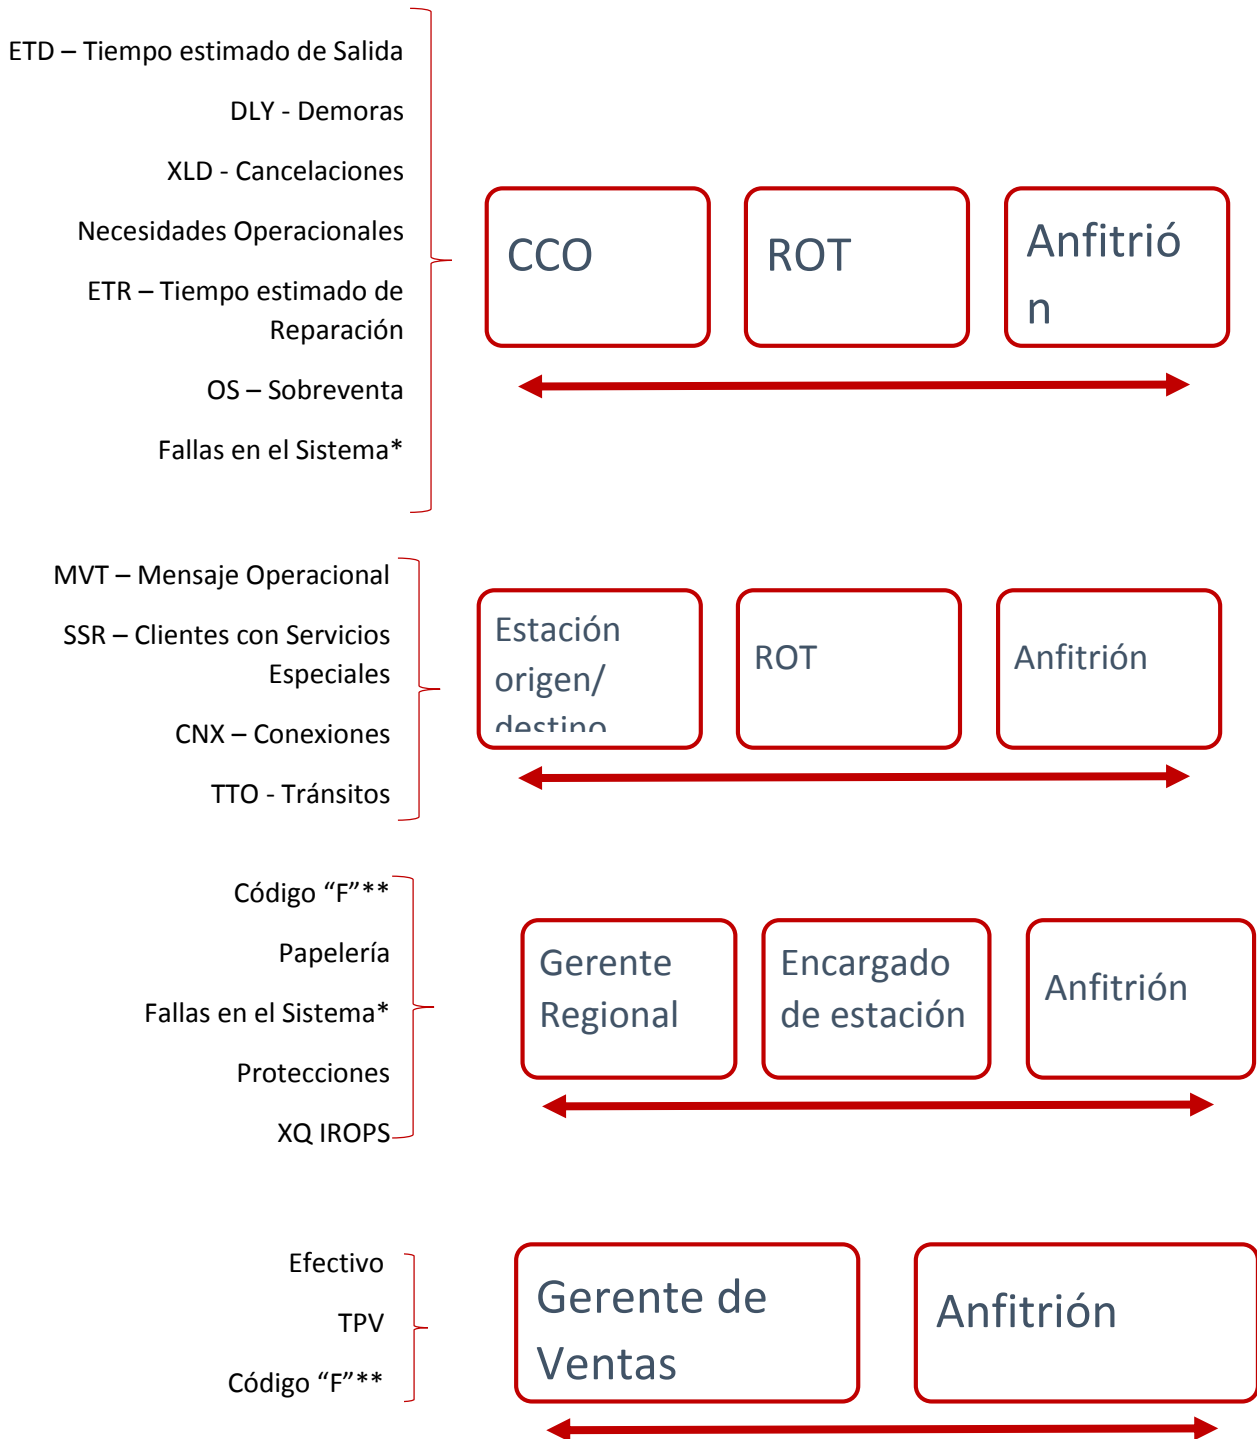 ETD – Tiempo estimado de Salida
DLY - Demoras
XLD - Cancelaciones
Necesidades Operacionales
ETR – Tiempo estimado de
Reparación
OS – Sobreventa
Fallas en el Sistema*
CCO
ROT
Anfitrió
n
MVT – Mensaje Operacional
SSR – Clientes con Servicios
Especiales
CNX – Conexiones
TTO - Tránsitos
Estación
origen/
destino
ROT
Anfitrión
Código “F”**
Papelería
Fallas en el Sistema*
Protecciones
XQ IROPS
Gerente
Regional
Encargado
de estación
Anfitrión
Efectivo
TPV
Código “F”**
Gerente de
Ventas
Anfitrión